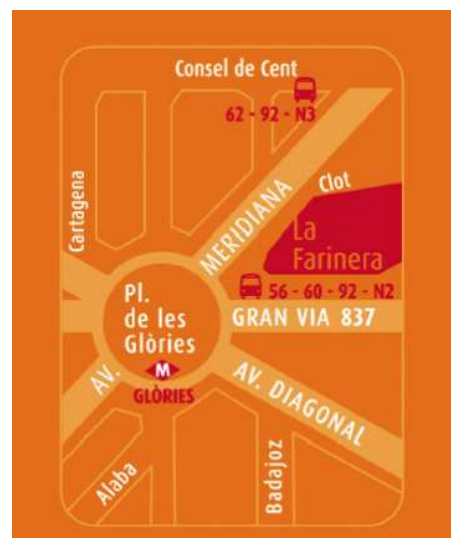 Consel de Cent
62 - 92 - N3
Clot
Cartagena
MERIDIANA
La
Farinera
56 - 60 - 92 - N2
Pl.
de les
Glòries
GRAN VIA 837
M
GLÒRIES
AV.
AV. DIAGONAL
Alaba
Badajoz